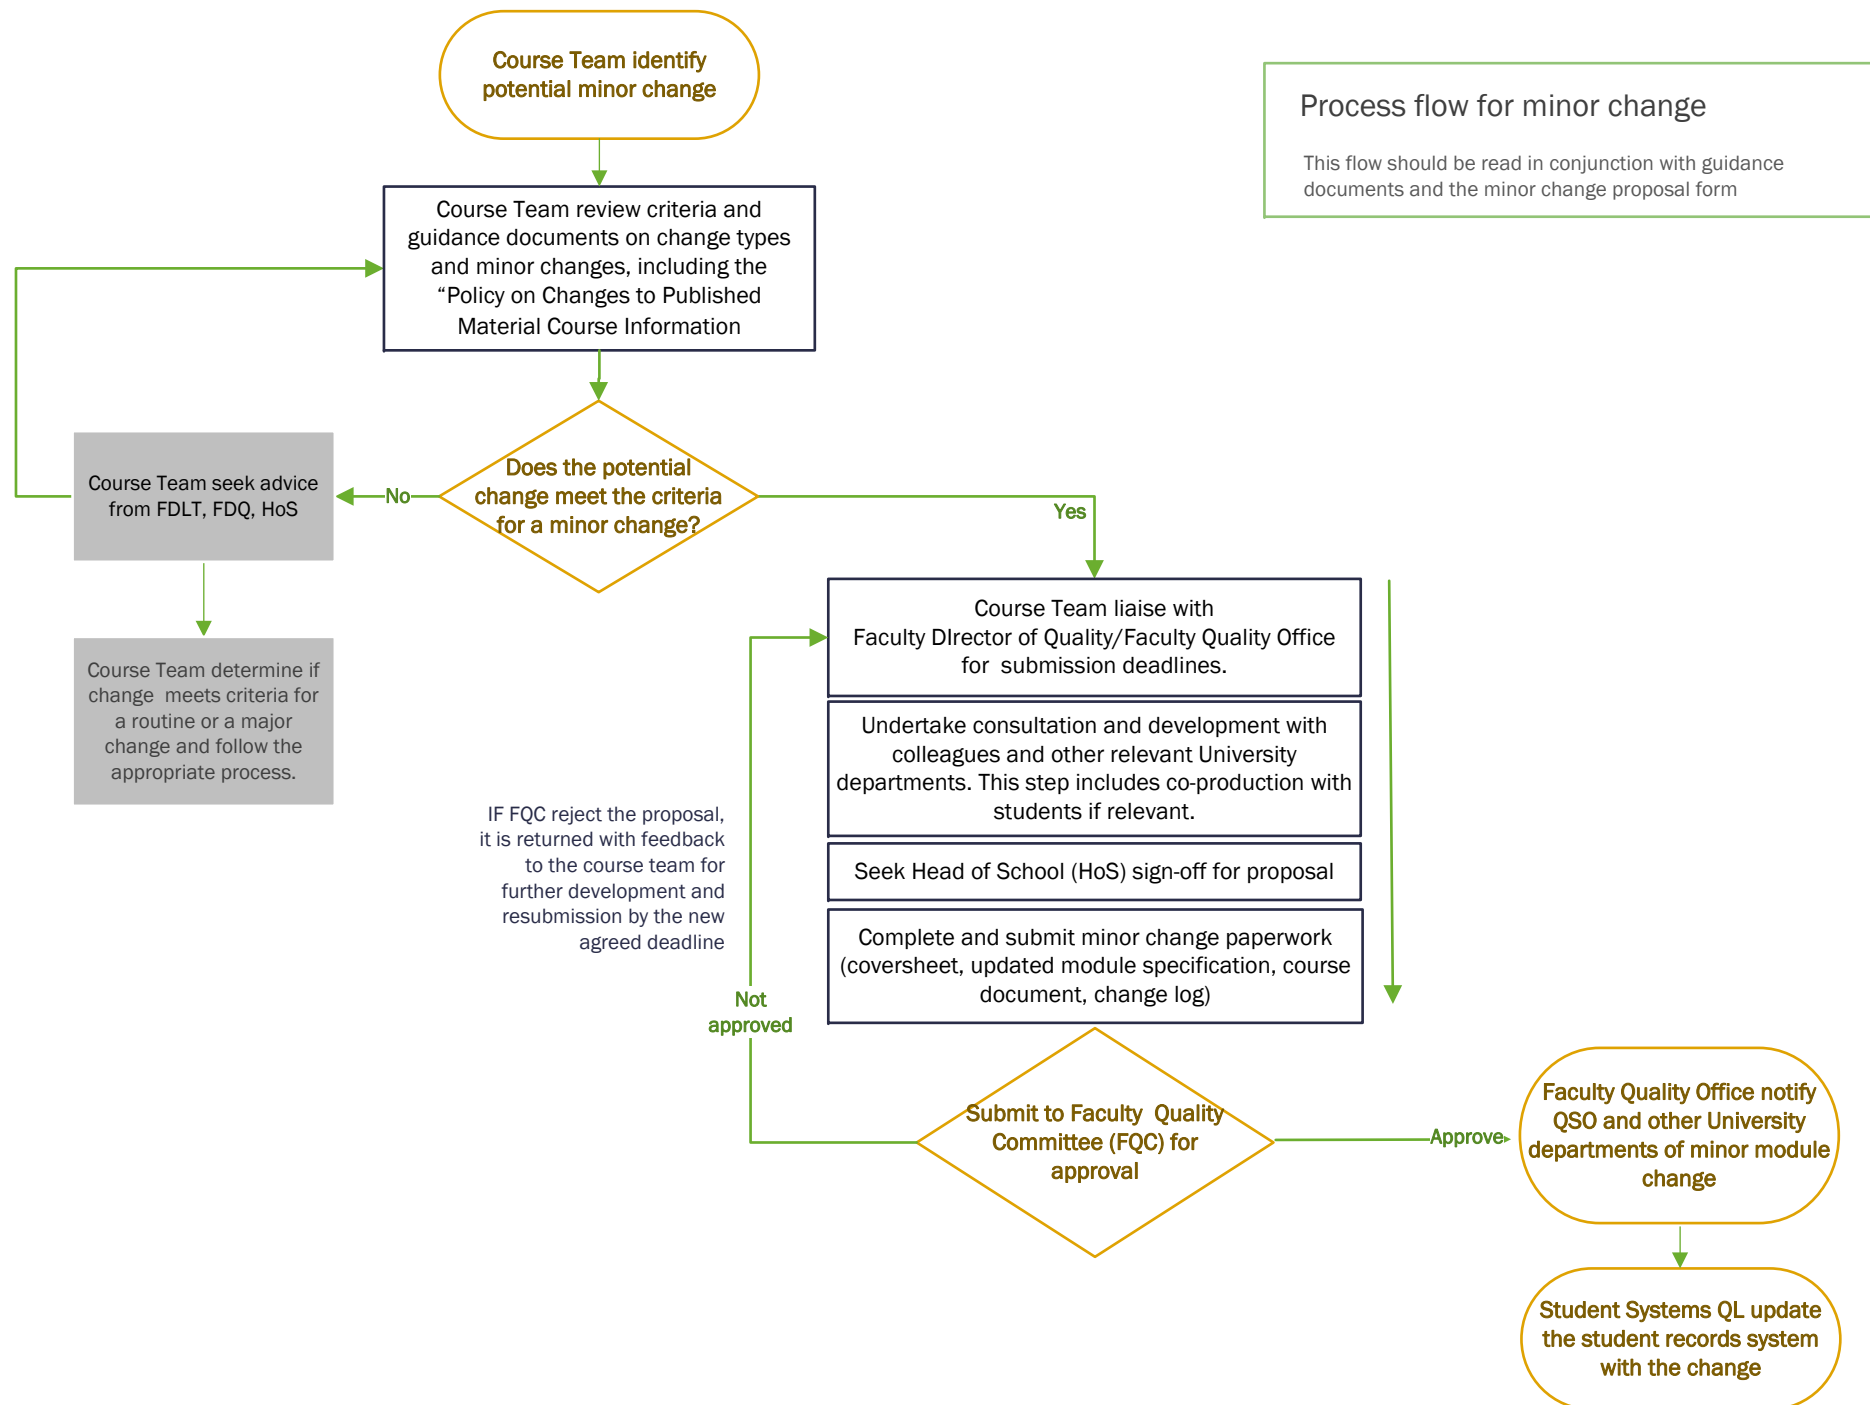 Course Team identify
potential minor change
Process flow for minor change
This flow should be read in conjunction with guidance
documents and the minor change proposal form
Course Team review criteria and
guidance documents on change types
and minor changes, including the
“Policy on Changes to Published
Material Course Information
Does the potential
change meet the criteria
for a minor change?
No
Yes
Course Team seek advice
from FDLT, FDQ, HoS
Course Team determine if
change meets criteria for
a routine or a major
change and follow the
appropriate process.
Course Team liaise with
Faculty DIrector of Quality/Faculty Quality Office
for submission deadlines.
Undertake consultation and development with
colleagues and other relevant University
departments. This step includes co-production with
students if relevant.
Seek Head of School (HoS) sign-off for proposal
Complete and submit minor change paperwork
(coversheet, updated module specification, course
document, change log)
IF FQC reject the proposal,
it is returned with feedback
to the course team for
further development and
resubmission by the new
agreed deadline
Not
approved
Submit to Faculty Quality
Committee (FQC) for
approval
Approve
Faculty Quality Office notify
QSO and other University
departments of minor module
change
Student Systems QL update
the student records system
with the change